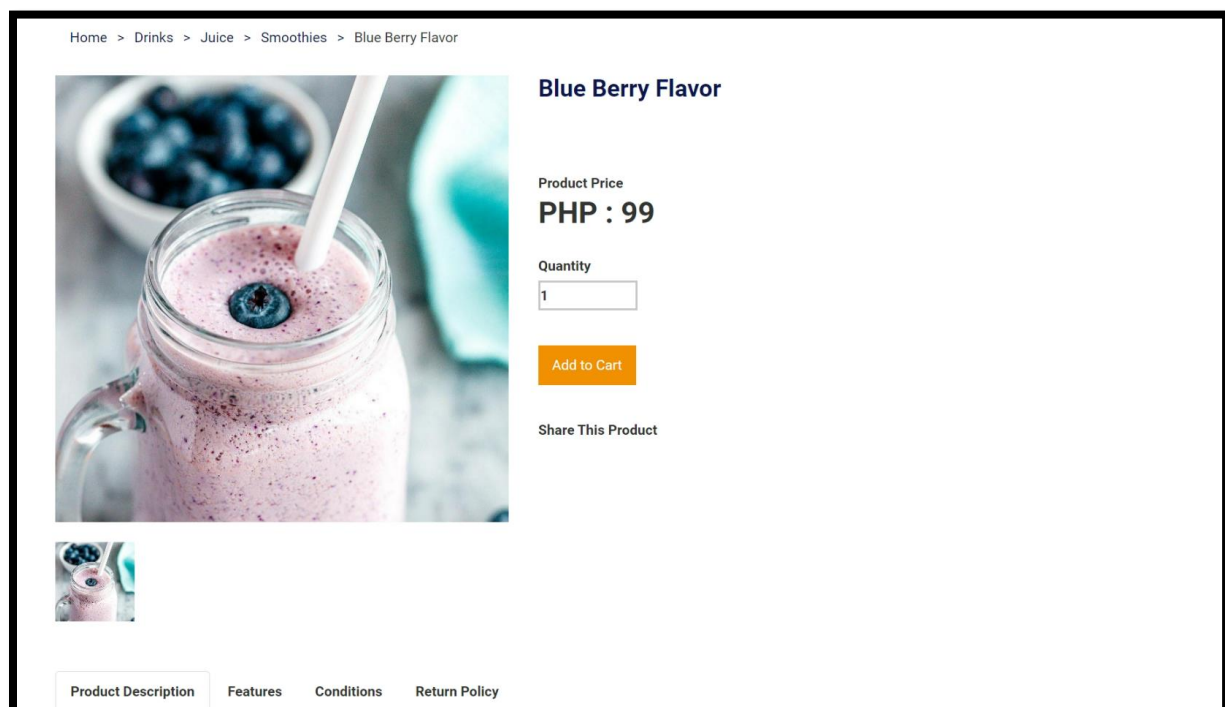 Home > Drinks > Juice > Smoothies > Blue Berry Flavor
Blue Berry Flavor
Product Price
PHP : 99
Quantity
1
Add to Cart
Share This Product
Product Description Features Conditions Return Policy